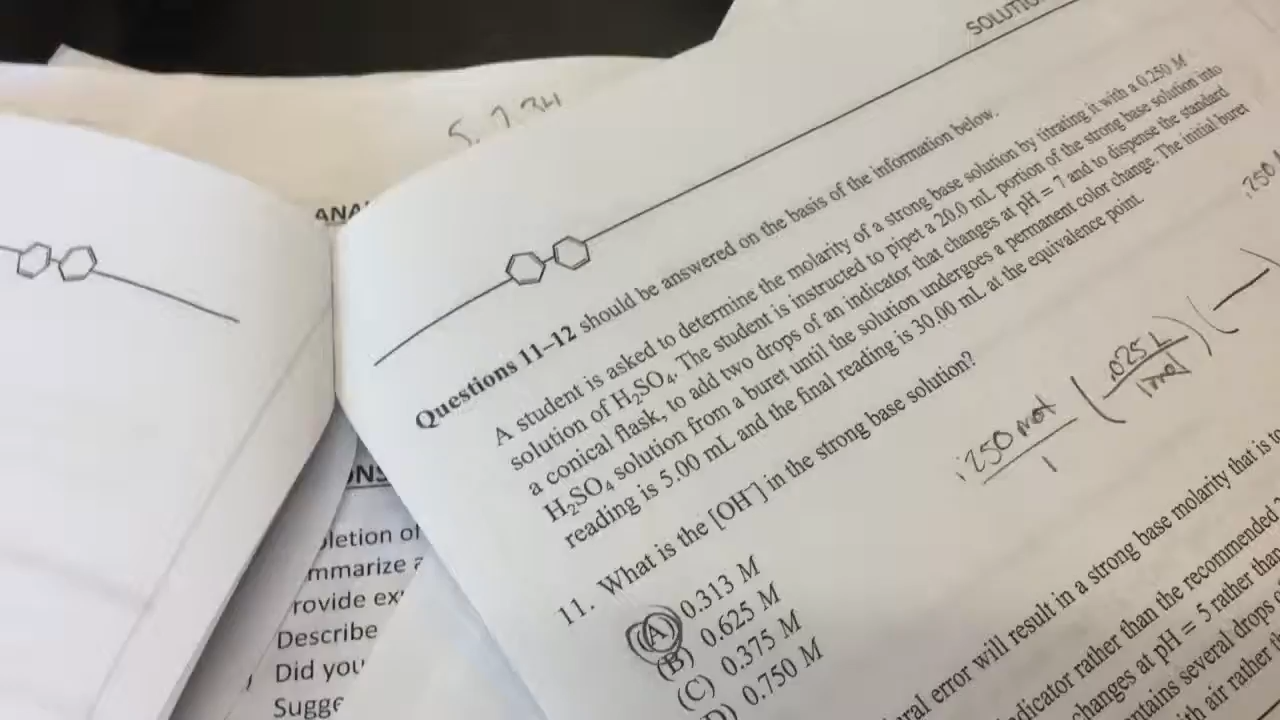 SOLUTIO
5. 7.34
ANA
Questions 11–12 should be answered on the basis of the information below.
A student is asked to determine the molarity of a strong base solution by titrating it with a 0.250 M
solution of H₂SO₄. The student is instructed to pipet a 20.0 mL portion of the strong base solution into
a conical flask, to add two drops of an indicator that changes at pH = 7 and to dispense the standard
H₂SO₄ solution from a buret until the solution undergoes a permanent color change. The initial buret
reading is 5.00 mL and the final reading is 30.00 mL at the equivalence point.
11. What is the [OH⁻] in the strong base solution?
(A) 0.313 M
(B) 0.625 M
(C) 0.375 M
D) 0.750 M
.250
.250 mol
1
.025 L
1 mol
ral error will result in a strong base molarity that is
ndicator rather than the recommended
changes at pH = 5 rather than
ntains several drops
th air rather
ONS
letion of
mmarize
rovide ex
Describe
Did you
Sugge